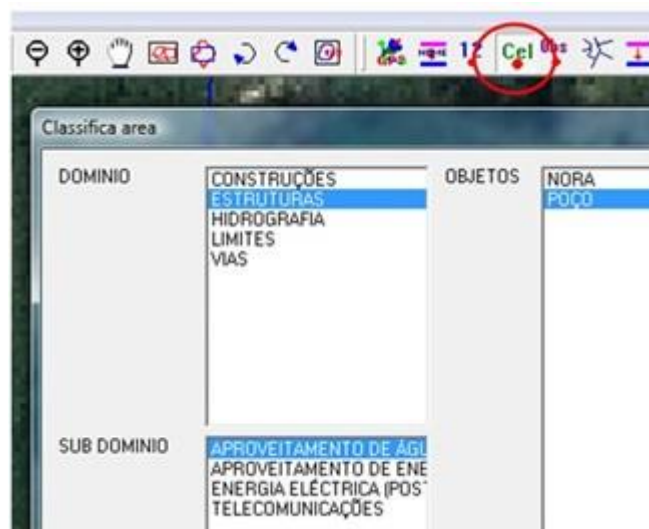 12 Cel
Classifica area
DOMINIO
CONSTRUÇÕES
ESTRUTURAS
HIDROGRAFIA
LIMITES
VIAS
OBJETOS
NORA
POÇO
SUB DOMINIO
APROVEITAMENTO DE ÁGU
APROVEITAMENTO DE ENE
ENERGIA ELÉCTRICA (POS
TELECOMUNICAÇÕES